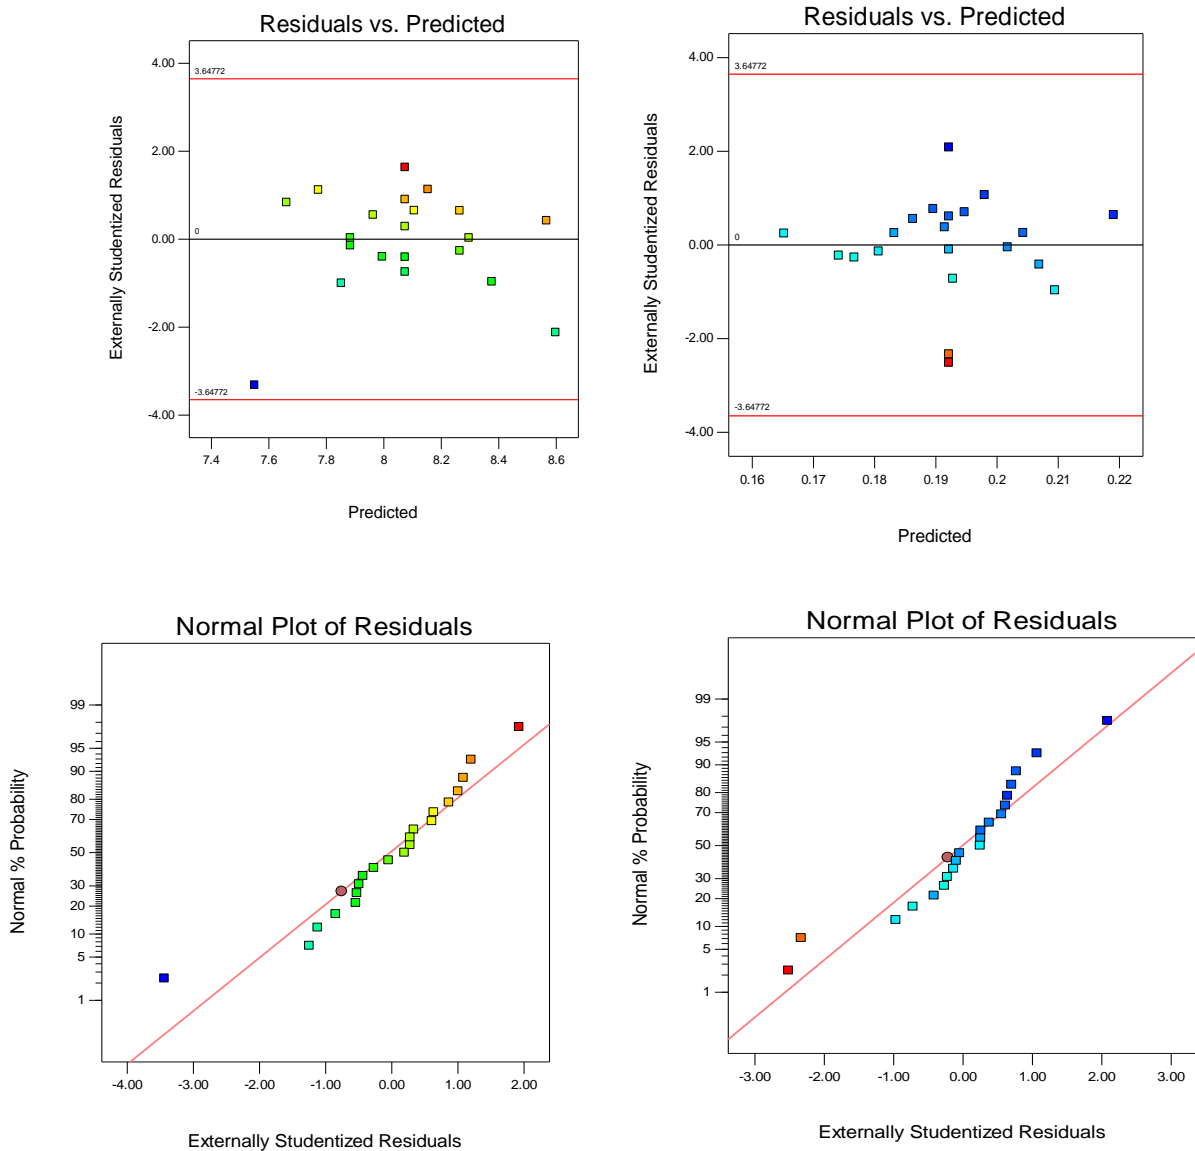 Residuals vs. Predicted
Externally Studentized Residuals
4.00
2.00
0.00
-2.00
-4.00
3.64772
0
-3.64772
7.4 7.6 7.8 8 8.2 8.4 8.6
Predicted
Residuals vs. Predicted
Externally Studentized Residuals
4.00
2.00
0.00
-2.00
-4.00
3.64772
0
-3.64772
0.16 0.17 0.18 0.19 0.2 0.21 0.22
Predicted
Normal Plot of Residuals
Normal % Probability
99
95
90
80
70
50
30
20
10
5
1
-4.00 -3.00 -2.00 -1.00 0.00 1.00 2.00
Externally Studentized Residuals
Normal Plot of Residuals
Normal % Probability
99
95
90
80
70
50
30
20
10
5
1
-3.00 -2.00 -1.00 0.00 1.00 2.00 3.00
Externally Studentized Residuals